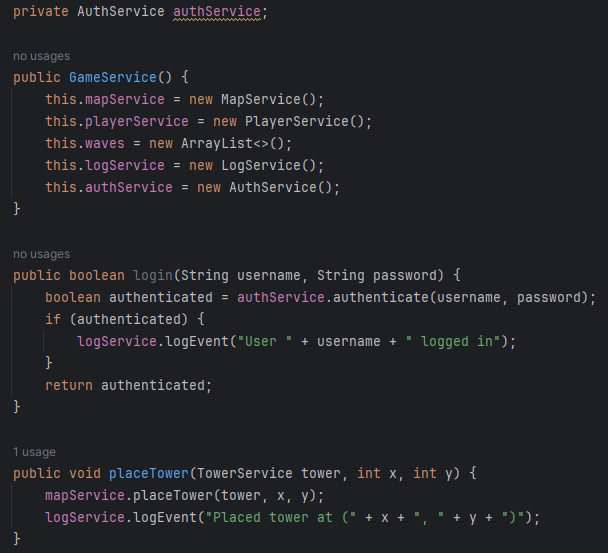 private AuthService authService;
no usages
public GameService() {
this.mapService = new MapService();
this.playerService = new PlayerService();
this.waves = new ArrayList<>();
this.logService = new LogService();
this.authService = new AuthService();
}
no usages
public boolean login(String username, String password) {
boolean authenticated = authService.authenticate(username, password);
if (authenticated) {
logService.logEvent("User " + username + " logged in");
}
return authenticated;
}
1 usage
public void placeTower(TowerService tower, int x, int y) {
mapService.placeTower(tower, x, y);
logService.logEvent("Placed tower at (" + x + ", " + y + ")");
}